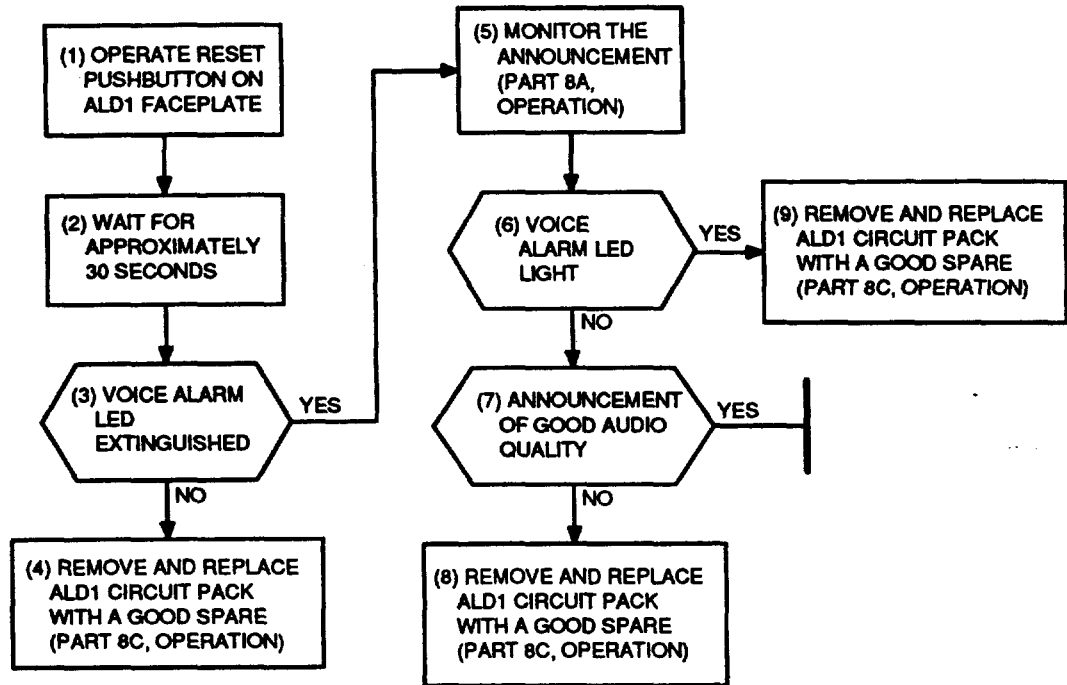 (1) OPERATE RESET
PUSHBUTTON ON
ALD1 FACEPLATE
(2) WAIT FOR
APPROXIMATELY
30 SECONDS
(3) VOICE ALARM
LED
EXTINGUISHED
YES
NO
(4) REMOVE AND REPLACE
ALD1 CIRCUIT PACK
WITH A GOOD SPARE
(PART 8C, OPERATION)
(5) MONITOR THE
ANNOUNCEMENT
(PART 8A,
OPERATION)
(6) VOICE
ALARM LED
LIGHT
YES
NO
(7) ANNOUNCEMENT
OF GOOD AUDIO
QUALITY
YES
NO
(8) REMOVE AND REPLACE
ALD1 CIRCUIT PACK
WITH A GOOD SPARE
(PART 8C, OPERATION)
(9) REMOVE AND REPLACE
ALD1 CIRCUIT PACK
WITH A GOOD SPARE
(PART 8C, OPERATION)